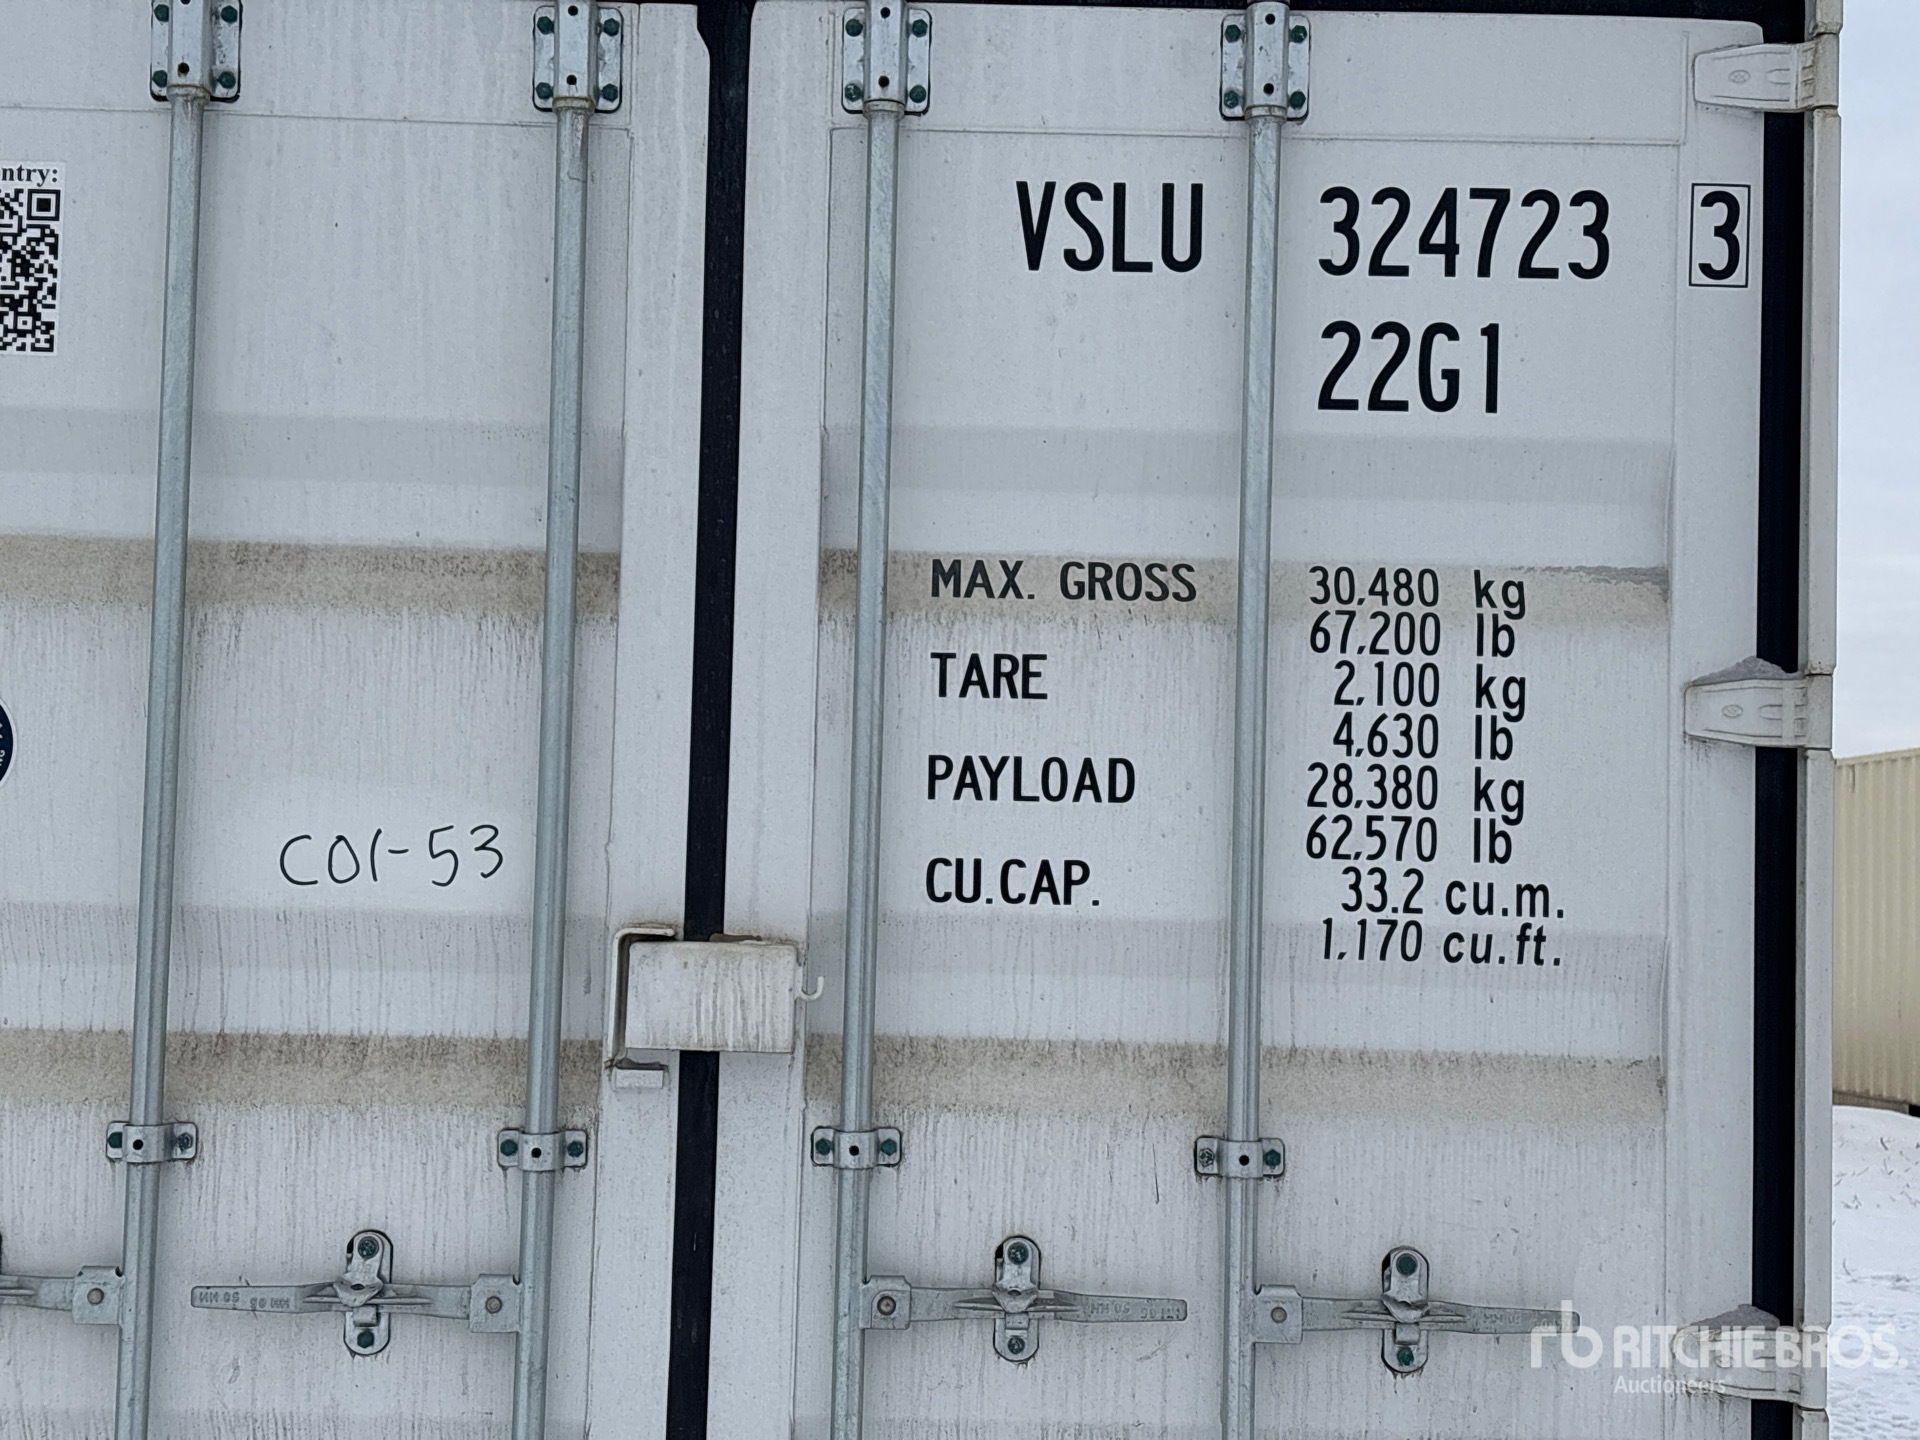 ntry:
VSLU 324723 3
22G1
MAX. GROSS 30,480 kg
67,200 lb
TARE 2,100 kg
4,630 lb
PAYLOAD 28,380 kg
62,570 lb
CU.CAP. 33.2 cu.m.
1,170 cu.ft.
C01-53
rb RITCHIE BROS.
Auctioneers